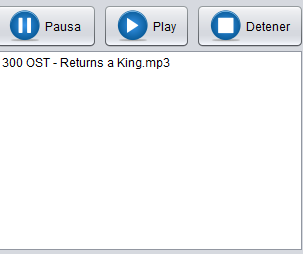 Pausa Play Detener
300 OST - Returns a King.mp3